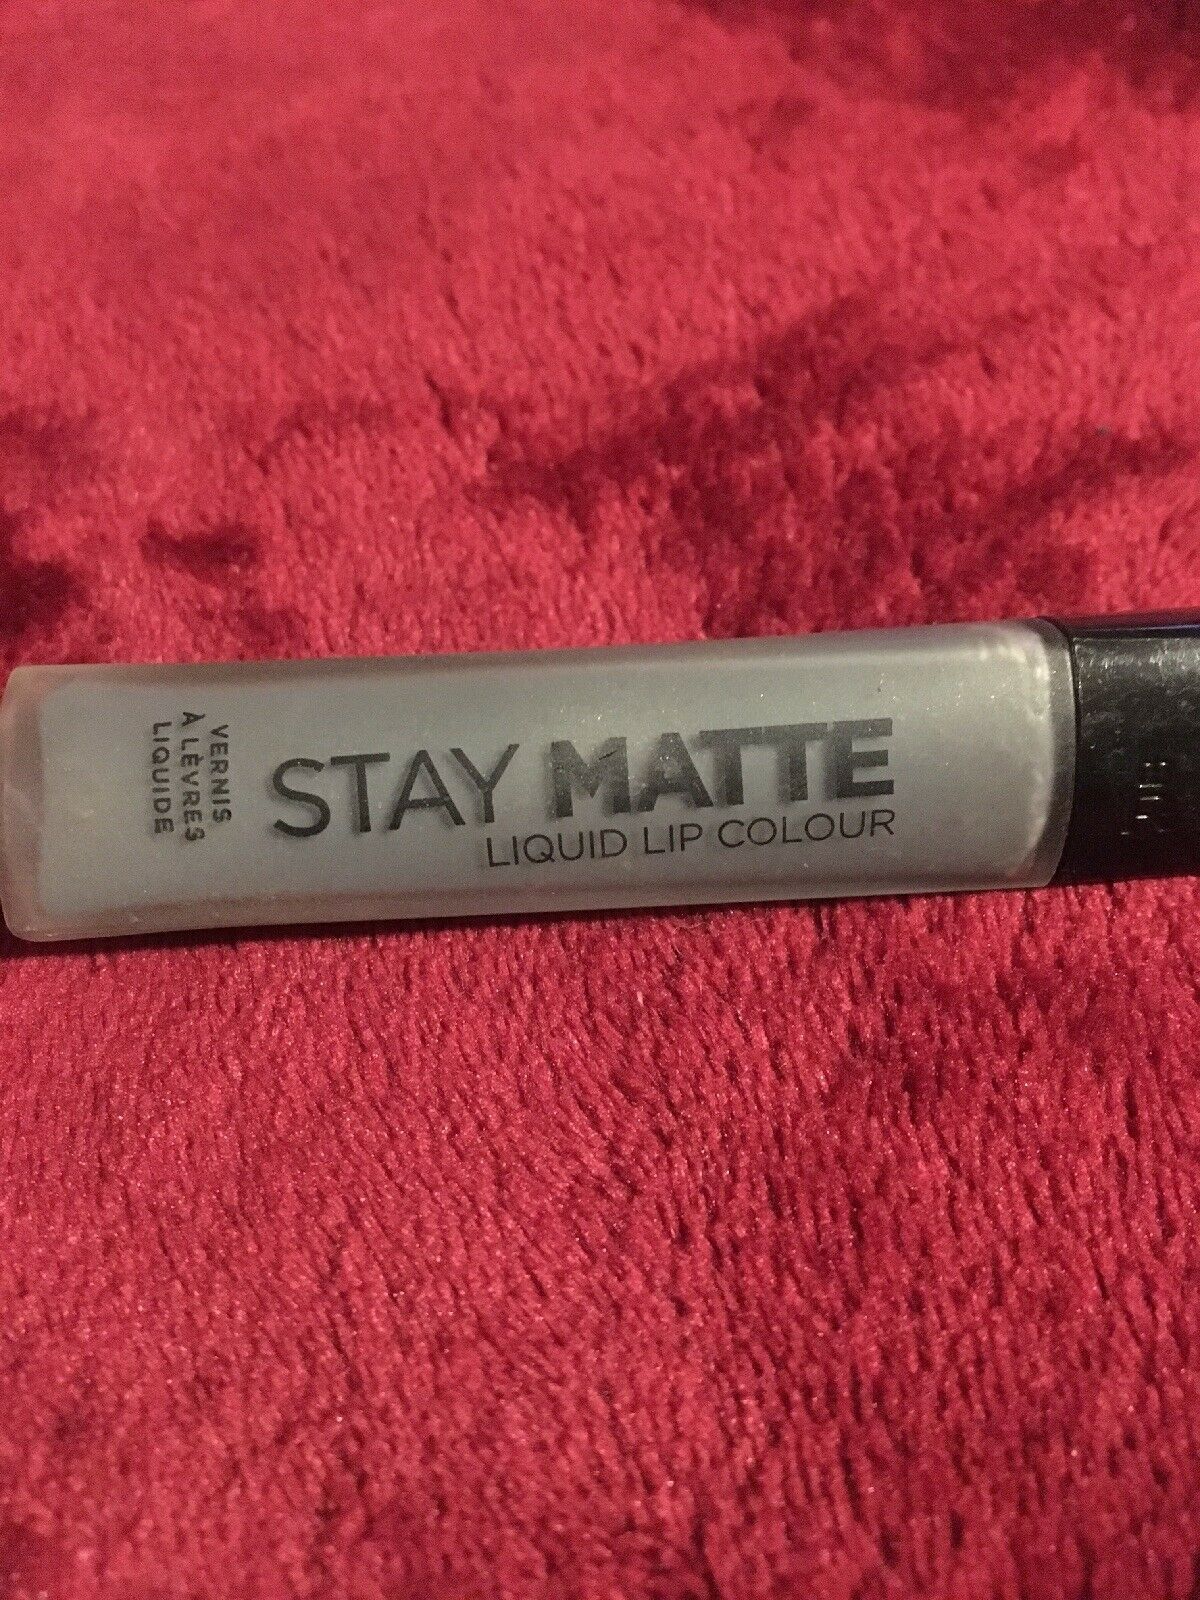 STAY MATTE
LIQUID LIP COLOUR
VERNIS
À LÈVRES
LIQUIDE